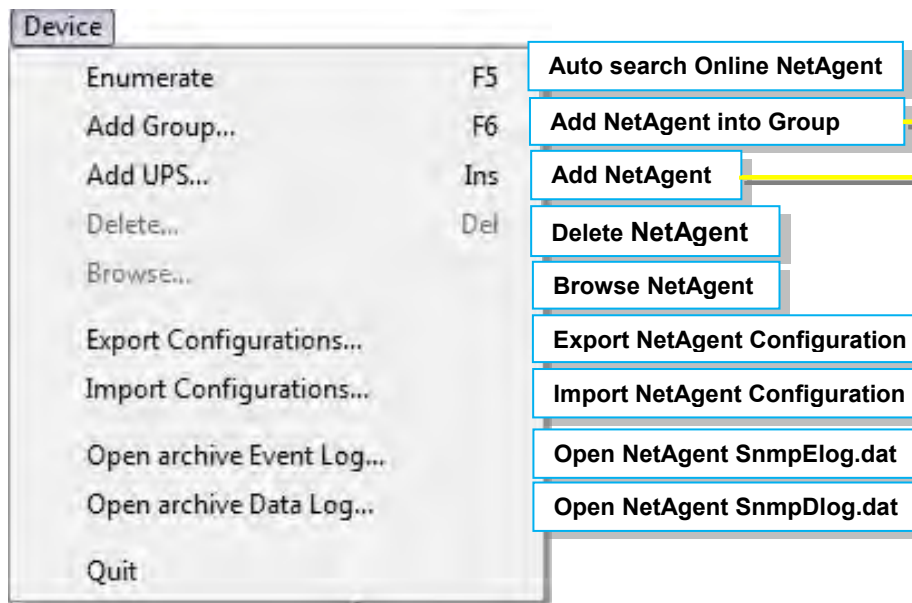 Device
Enumerate F5 Auto search Online NetAgent
Add Group... F6 Add NetAgent into Group
Add UPS... Ins Add NetAgent
Delete... Del Delete NetAgent
Browse... Browse NetAgent
Export Configurations... Export NetAgent Configuration
Import Configurations... Import NetAgent Configuration
Open archive Event Log... Open NetAgent SnmpElog.dat
Open archive Data Log... Open NetAgent SnmpDlog.dat
Quit